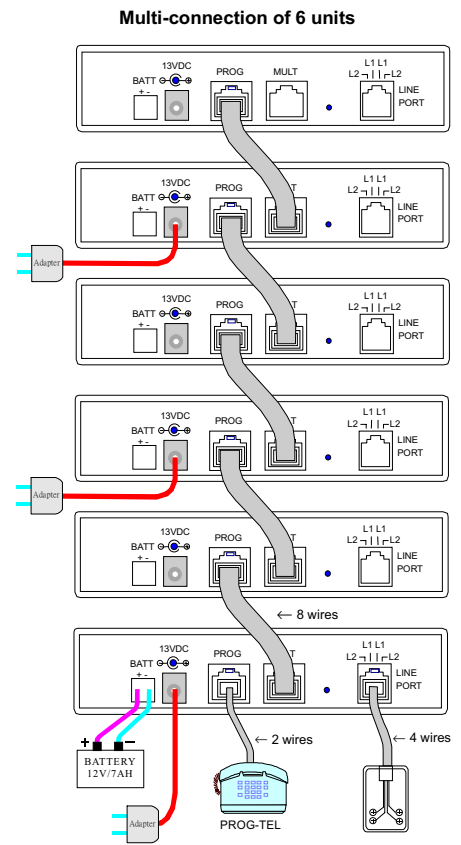 Multi-connection of 6 units
13VDC
BATT
+ -
PROG
MULT
L1 L1
L2 L2
LINE
PORT
13VDC
BATT
+ -
PROG
T
L1 L1
L2 L2
LINE
PORT
Adapter
13VDC
BATT
+ -
PROG
T
L1 L1
L2 L2
LINE
PORT
13VDC
BATT
+ -
PROG
T
L1 L1
L2 L2
LINE
PORT
Adapter
13VDC
BATT
+ -
PROG
T
L1 L1
L2 L2
LINE
PORT
← 8 wires
13VDC
BATT
+ -
PROG
T
L1 L1
L2 L2
LINE
PORT
+ −
BATTERY
12V/7AH
← 2 wires
← 4 wires
Adapter
PROG-TEL